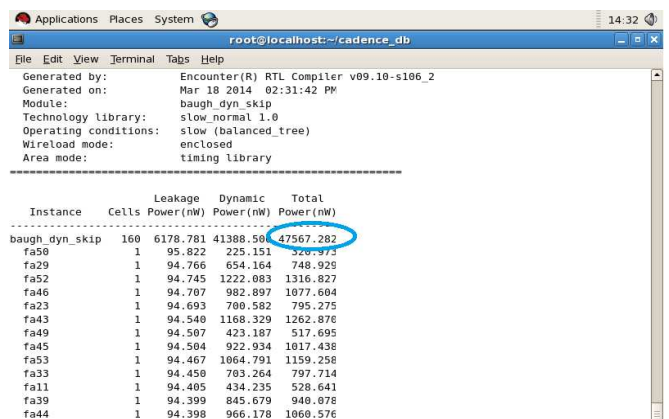 Applications Places System 14:32
root@localhost:~/cadence_db
File Edit View Terminal Tabs Help
Generated by: Encounter(R) RTL Compiler v09.10-s106_2
Generated on: Mar 18 2014 02:31:42 PM
Module: baugh_dyn_skip
Technology library: slow_normal 1.0
Operating conditions: slow (balanced_tree)
Wireload mode: enclosed
Area mode: timing library
============================================================
Leakage Dynamic Total
Instance Cells Power(nW) Power(nW) Power(nW)
------------------------------------------------------------
baugh_dyn_skip 160 6178.781 47567.282
fa50 1 95.822 225.151 320.973
fa29 1 94.766 654.164 748.929
fa52 1 94.745 1222.083 1316.827
fa46 1 94.707 982.897 1077.604
fa23 1 94.693 700.582 795.275
fa43 1 94.540 1168.329 1262.870
fa49 1 94.507 423.187 517.695
fa45 1 94.504 922.934 1017.438
fa53 1 94.467 1064.791 1159.258
fa33 1 94.450 703.264 797.714
fa11 1 94.405 434.235 528.641
fa39 1 94.399 845.679 940.078
fa44 1 94.398 966.178 1060.576